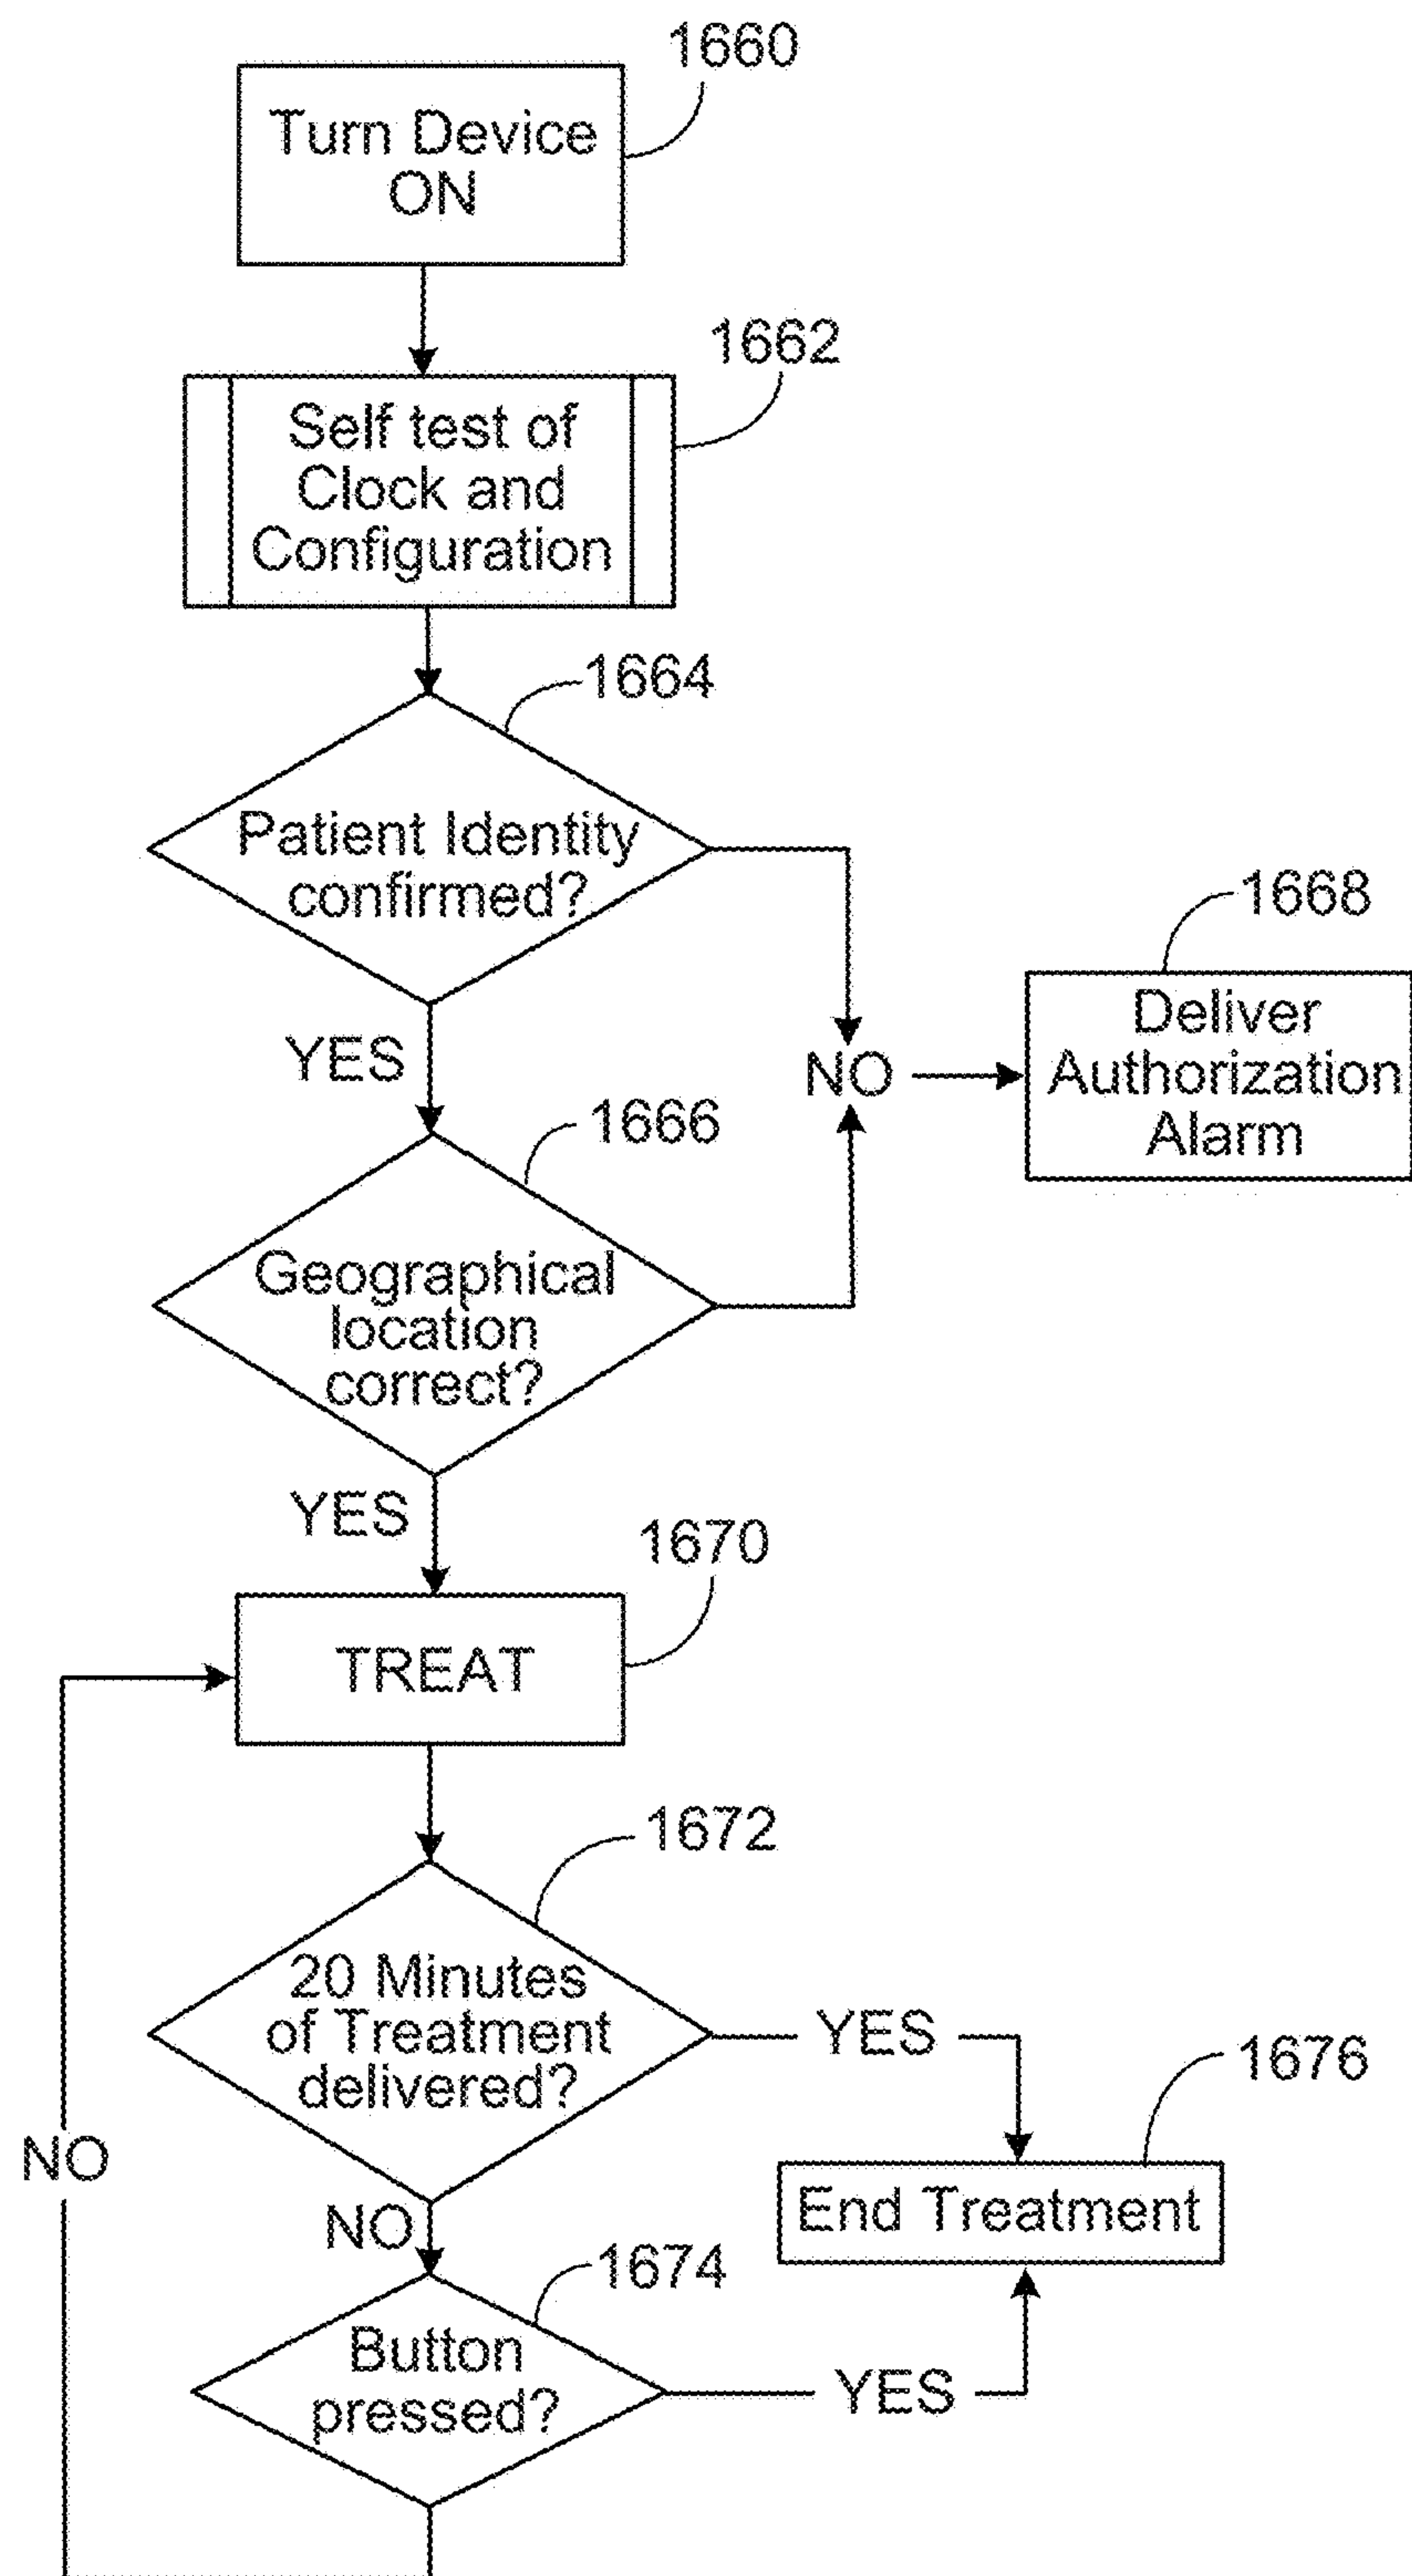 1660
Turn Device
ON
1662
Self test of
Clock and
Configuration
1664
Patient Identity
confirmed?
1668
Deliver
Authorization
Alarm
YES
NO
1666
Geographical
location
correct?
YES
1670
TREAT
1672
20 Minutes
of Treatment
delivered?
YES
1676
NO
End Treatment
NO
1674
Button
pressed?
YES